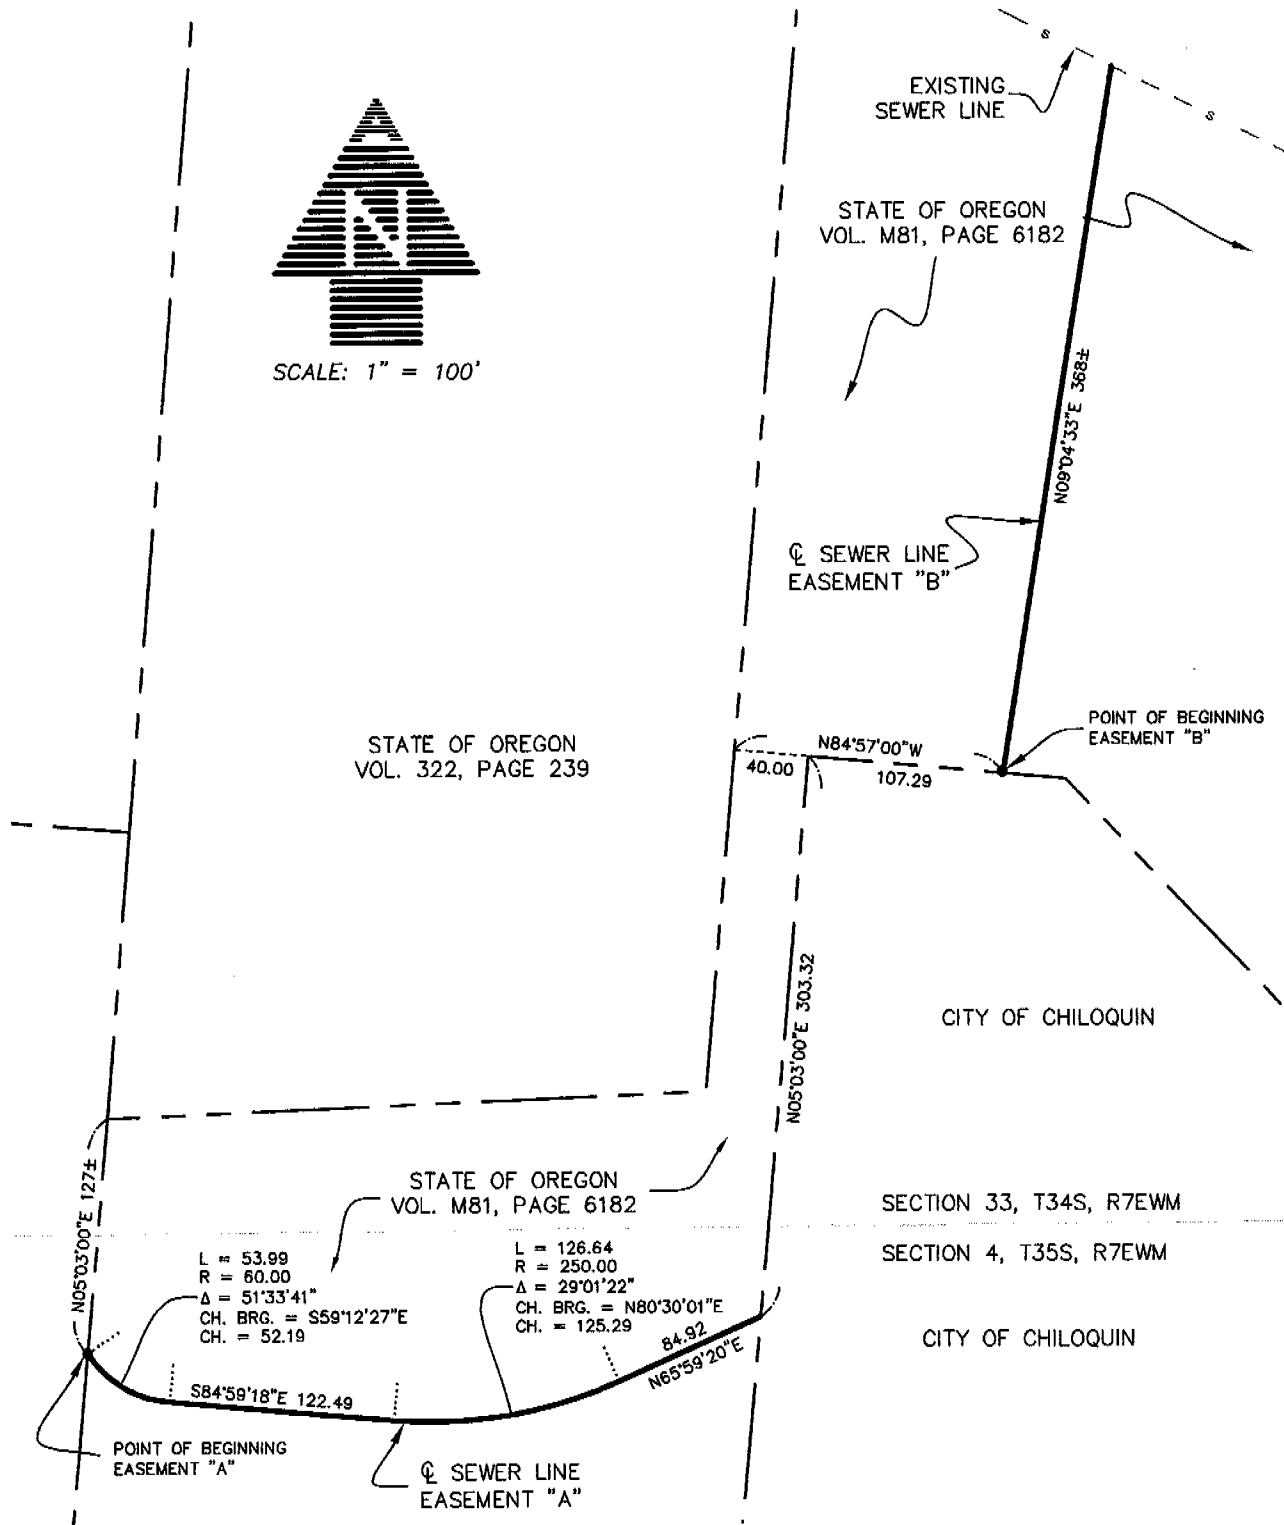 s
EXISTING
SEWER LINE
s
STATE OF OREGON
VOL. M81, PAGE 6182
N
SCALE: 1" = 100'
N09°04'33"E 368±
℄ SEWER LINE
EASEMENT "B"
POINT OF BEGINNING
EASEMENT "B"
STATE OF OREGON
VOL. 322, PAGE 239
N84°57'00"W
40.00
107.29
N05°03'00"E 303.32
CITY OF CHILOQUIN
N05°03'00"E 127±
STATE OF OREGON
VOL. M81, PAGE 6182
SECTION 33, T34S, R7EWM
SECTION 4, T35S, R7EWM
L = 53.99
R = 60.00
Δ = 51°33'41"
CH. BRG. = S59°12'27"E
CH. = 52.19
L = 126.64
R = 250.00
Δ = 29°01'22"
CH. BRG. = N80°30'01"E
CH. = 125.29
84.92
N65°59'20"E
CITY OF CHILOQUIN
S84°59'18"E 122.49
POINT OF BEGINNING
EASEMENT "A"
℄ SEWER LINE
EASEMENT "A"